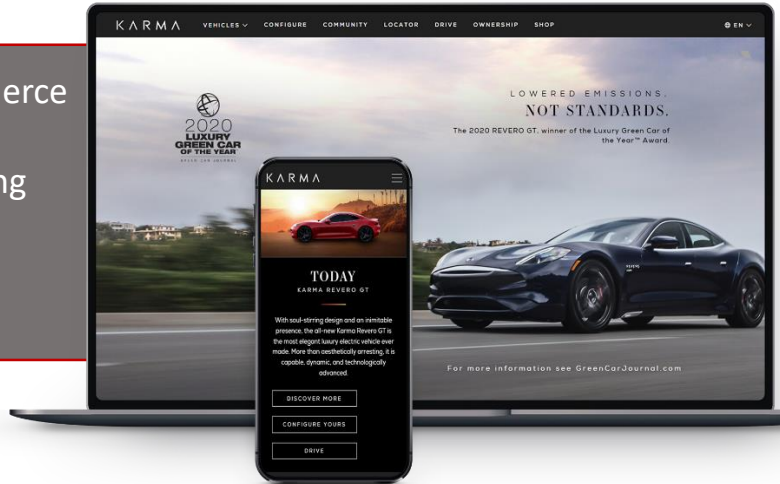 erce
ng
KARMA
VEHICLES CONFIGURE COMMUNITY LOCATOR DRIVE OWNERSHIP SHOP
EN
2020
LUXURY
GREEN CAR
OF THE YEAR
GREEN CAR JOURNAL
LOWERED EMISSIONS.
NOT STANDARDS.
The 2020 REVERO GT, winner of the Luxury Green Car of
the Year™ Award.
For more information see GreenCarJournal.com
KARMA
TODAY
KARMA REVERO GT
With soul-stirring design and an inimitable
presence, the all-new Karma Revero GT is
the most elegant luxury electric vehicle ever
made. More than aesthetically arresting, it is
capable, dynamic, and technologically
advanced.
DISCOVER MORE
CONFIGURE YOURS
DRIVE
REVERO